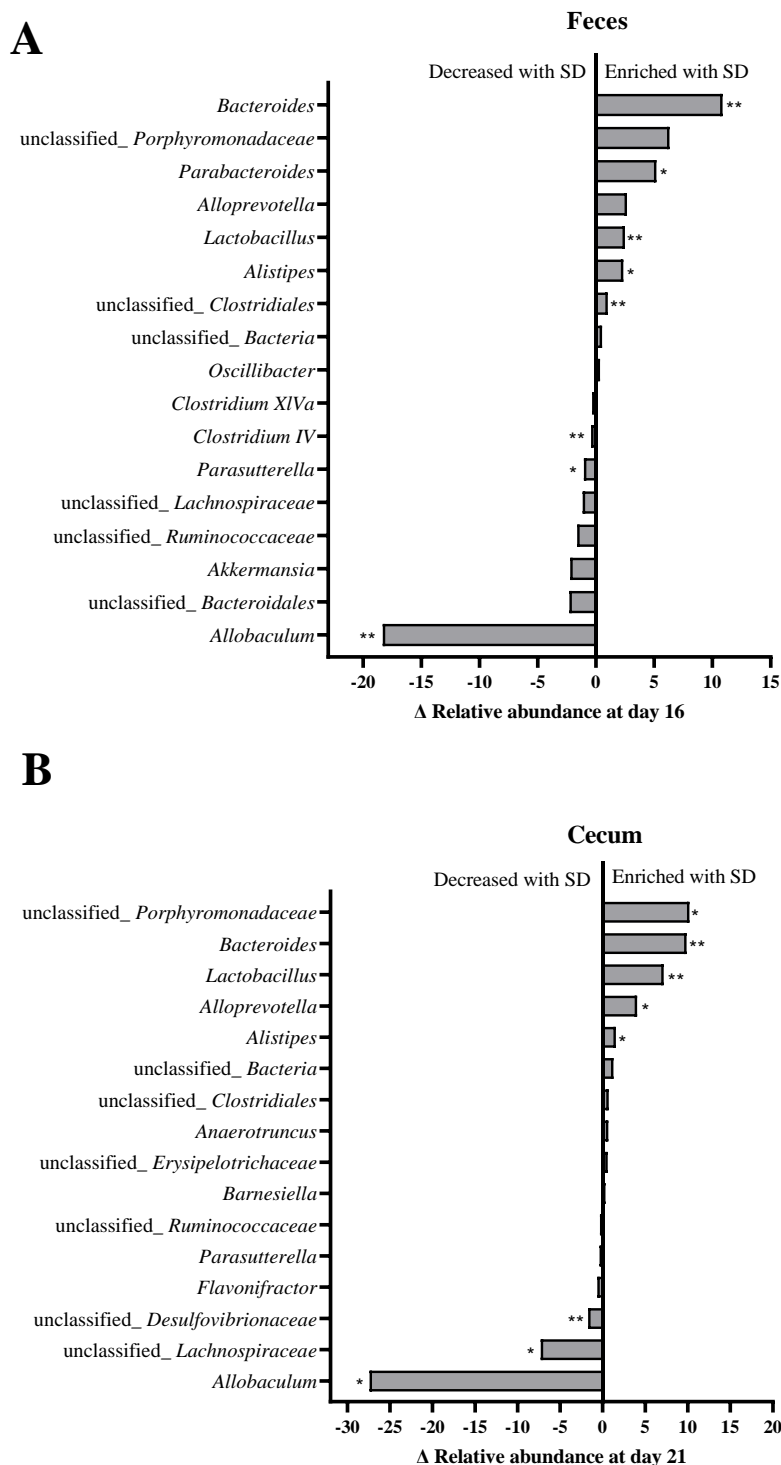 A
Feces
Decreased with SD Enriched with SD
Bacteroides **
unclassified_ Porphyromonadaceae
Parabacteroides *
Alloprevotella
Lactobacillus **
Alistipes *
unclassified_ Clostridiales **
unclassified_ Bacteria
Oscillibacter
Clostridium XlVa
Clostridium IV **
Parasutterella *
unclassified_ Lachnospiraceae
unclassified_ Ruminococcaceae
Akkermansia
unclassified_ Bacteroidales
Allobaculum **
-20 -15 -10 -5 0 5 10 15
Δ Relative abundance at day 16
B
Cecum
Decreased with SD Enriched with SD
unclassified_ Porphyromonadaceae *
Bacteroides **
Lactobacillus **
Alloprevotella *
Alistipes *
unclassified_ Bacteria
unclassified_ Clostridiales
Anaerotruncus
unclassified_ Erysipelotrichaceae
Barnesiella
unclassified_ Ruminococcaceae
Parasutterella
Flavonifractor
unclassified_ Desulfovibrionaceae **
unclassified_ Lachnospiraceae *
Allobaculum *
-30 -25 -20 -15 -10 -5 0 5 10 15 20
Δ Relative abundance at day 21